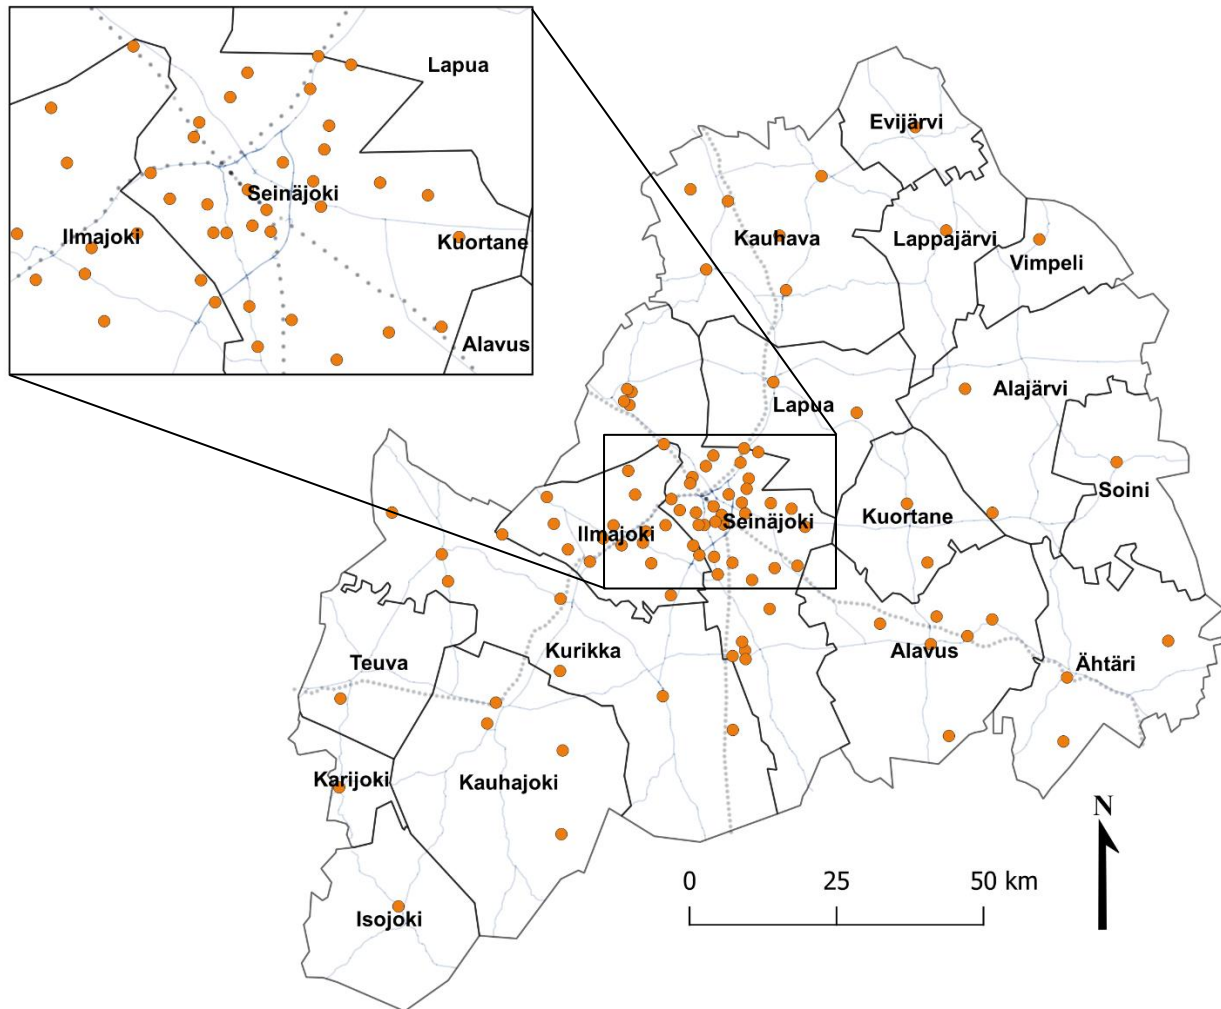 Lapua
Seinäjoki
Ilmajoki
Kuortane
Alavus
Evijärvi
Kauhava
Lappajärvi
Vimpeli
Alajärvi
Lapua
Soini
Kuortane
Seinäjoki
Ilmajoki
Kurikka
Alavus
Teuva
Ähtäri
Karijoki
Kauhajoki
Isojoki
N
0 25 50 km